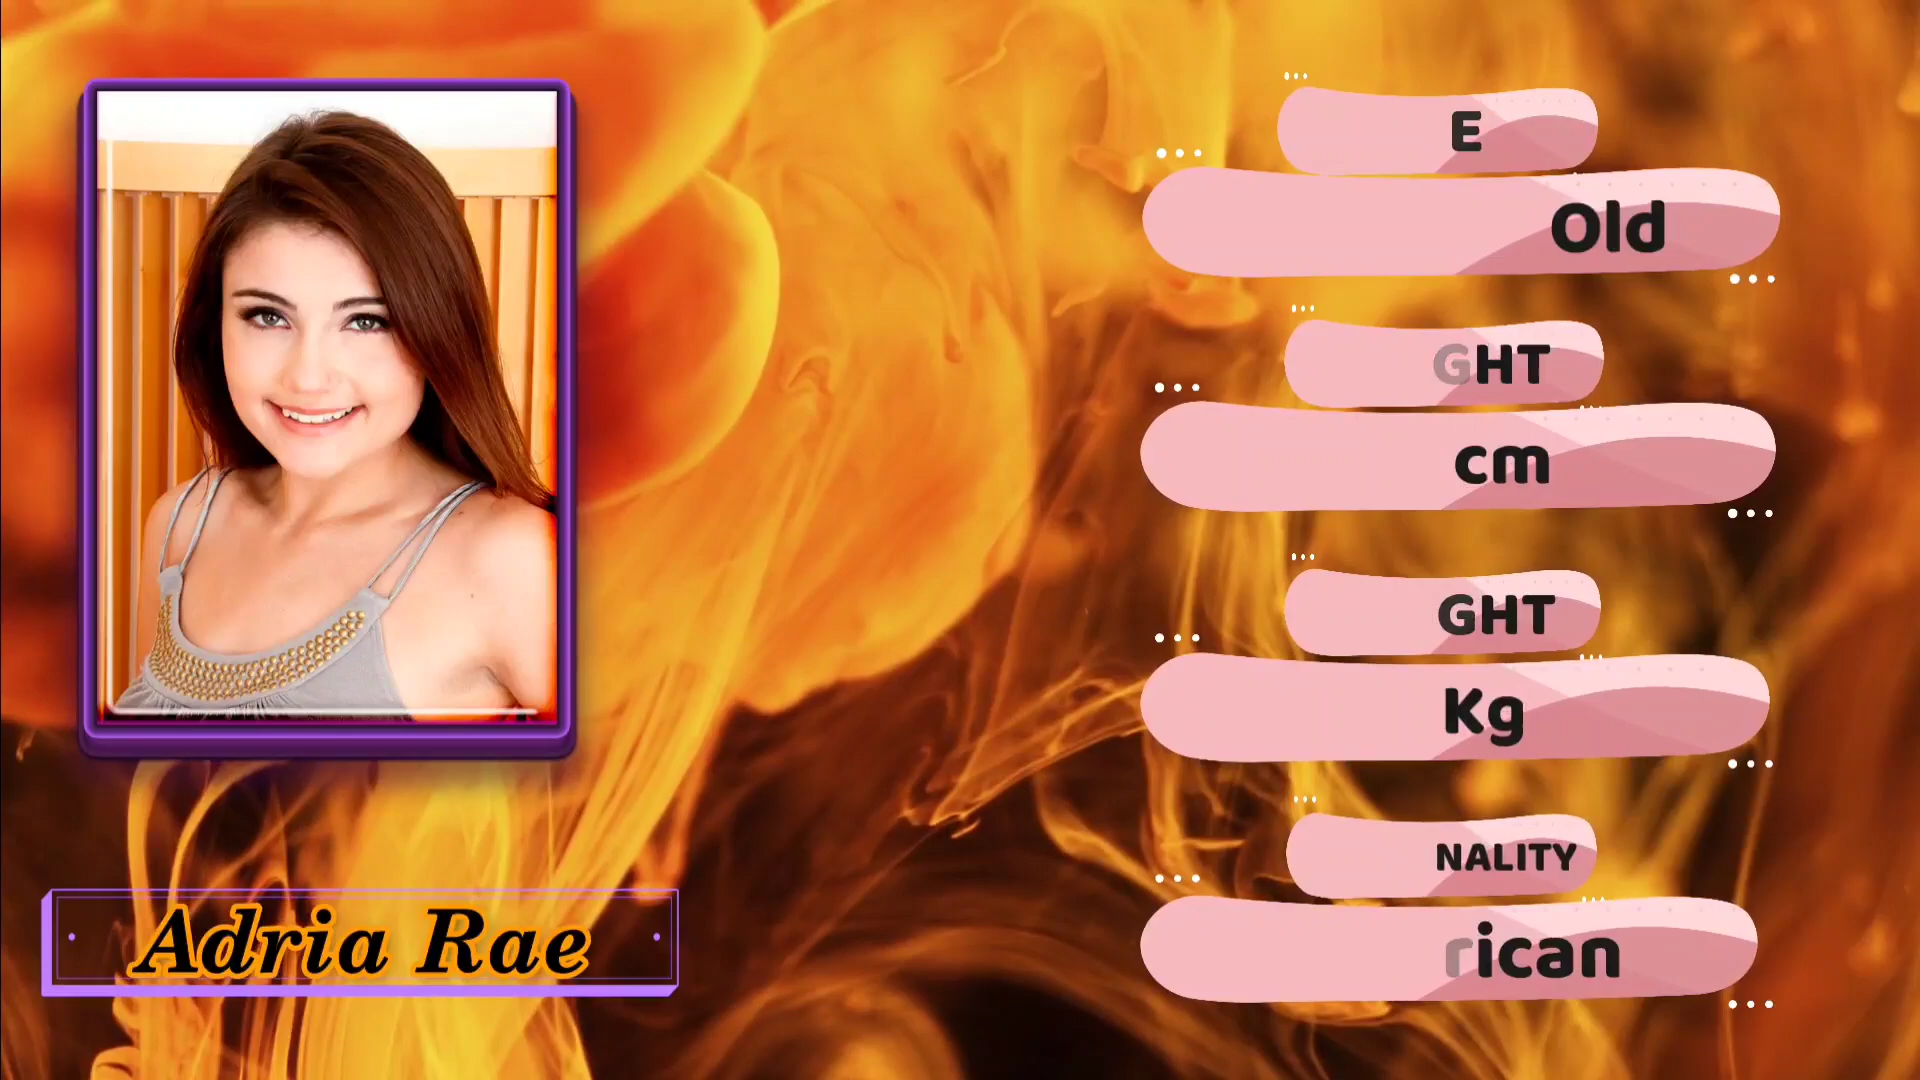 E
Old
GHT
cm
GHT
Kg
NALITY
rican
Adria Rae